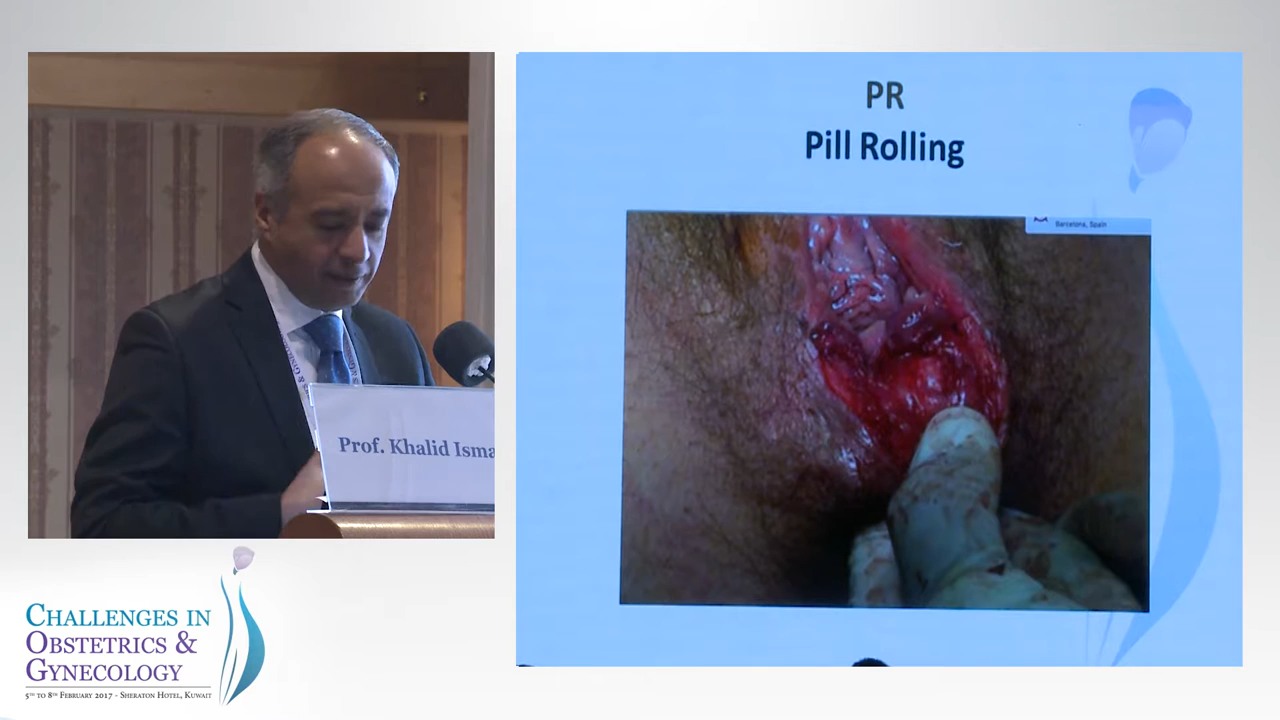 PR
Pill Rolling
Barcelona, Spain
Prof. Khalid Isma
CHALLENGES IN
OBSTETRICS &
GYNECOLOGY
5TH TO 8TH FEBRUARY 2017 - SHERATON HOTEL, KUWAIT